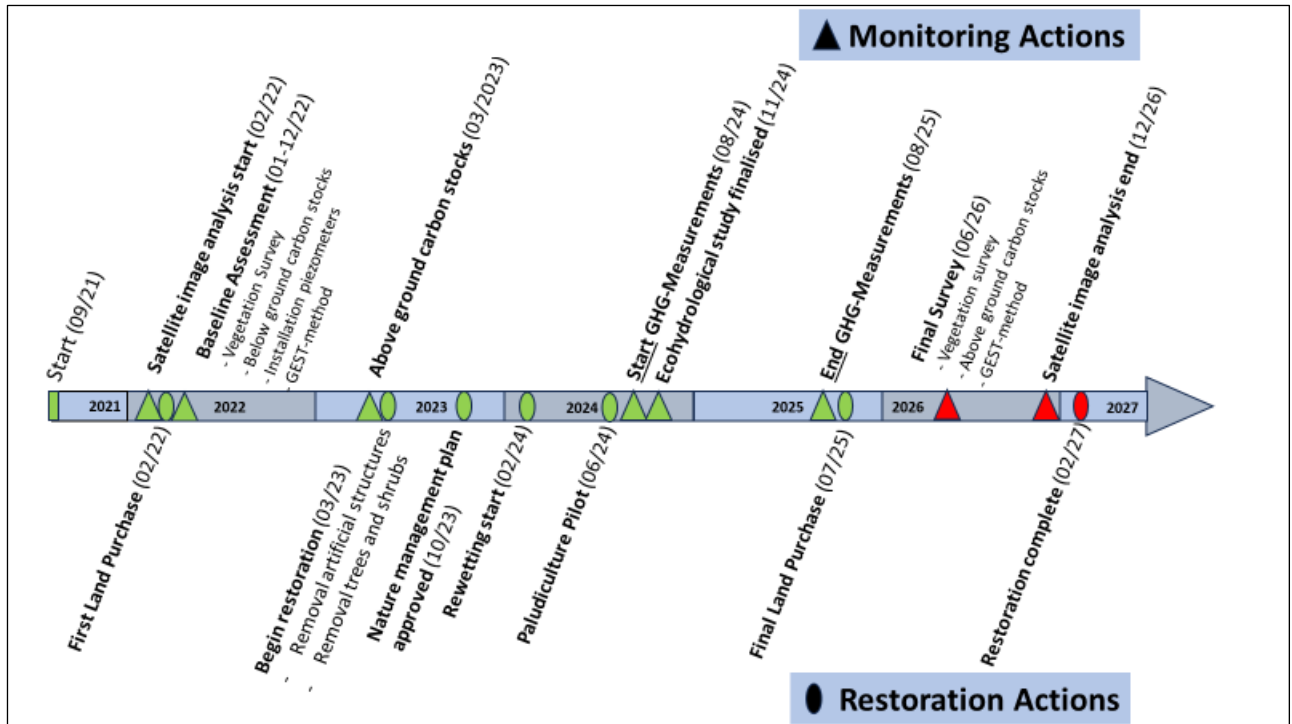 ▲ Monitoring Actions
Start (09/21)
Satellite image analysis start (02/22)
Baseline Assessment (01-12/22)
- Vegetation Survey
- Below ground carbon stocks
- Installation piezometers
- GEST-method
Above ground carbon stocks (03/2023)
Start GHG-Measurements (08/24)
Ecohydrological study finalised (11/24)
End GHG-Measurements (08/25)
Final Survey (06/26)
- Vegetation survey
- Above ground carbon stocks
- GEST-method
Satellite image analysis end (12/26)
2021 2022 2023 2024 2025 2026 2027
First Land Purchase (02/22)
Begin restoration (03/23)
- Removal artificial structures
- Removal trees and shrubs
Nature management plan
approved (10/23)
Rewetting start (02/24)
Paludiculture Pilot (06/24)
Final Land Purchase (07/25)
Restoration complete (02/27)
Restoration Actions